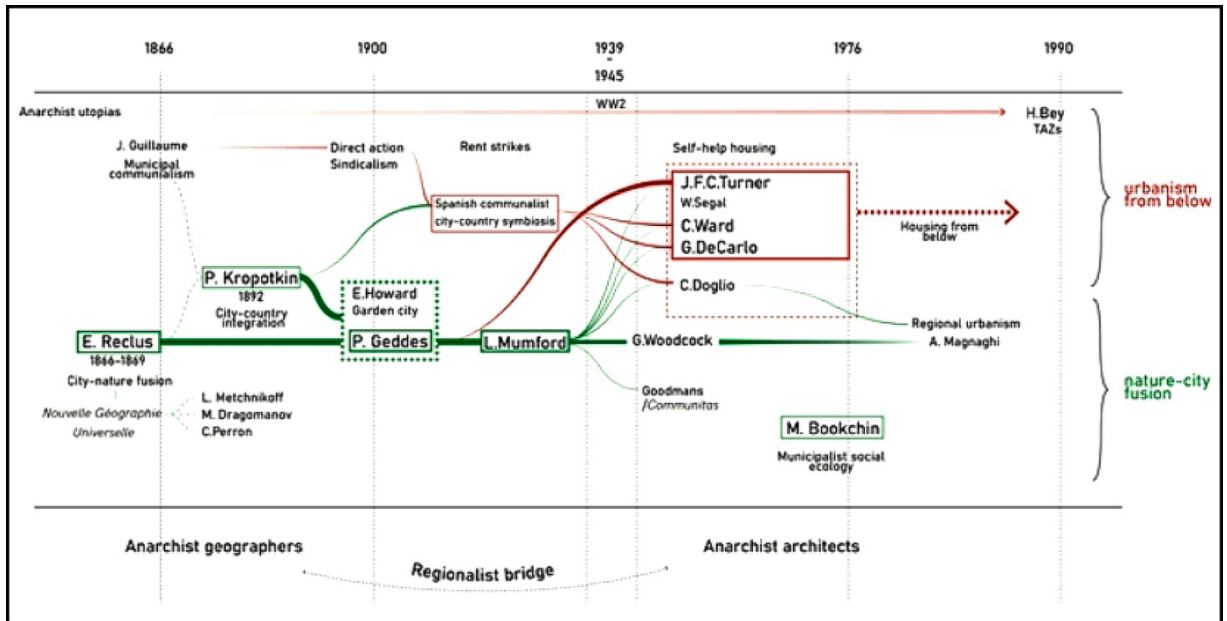 1866
1900
1939
-
1945
1976
1990
Anarchist utopias
WW2
H.Bey
TAZs
J. Guillaume
Municipal
communialism
Direct action
Sindicalism
Rent strikes
Self-help housing
Spanish communalist
city-country symbiosis
J.F.C.Turner
W.Segal
C.Ward
G.DeCarlo
C.Doglio
Housing from
below
urbanism
from below
P. Kropotkin
1892
City-country
integration
E.Howard
Garden city
E. Reclus
1866-1869
City-nature fusion
P. Geddes
L.Mumford
G.Woodcock
Regional urbanism
A. Magnaghi
Nouvelle Géographie
Universelle
L. Metchnikoff
M. Dragomanov
C.Perron
Goodmans
/Communitas
M. Bookchin
Municipalist social
ecology
nature-city
fusion
Anarchist geographers
Regionalist bridge
Anarchist architects